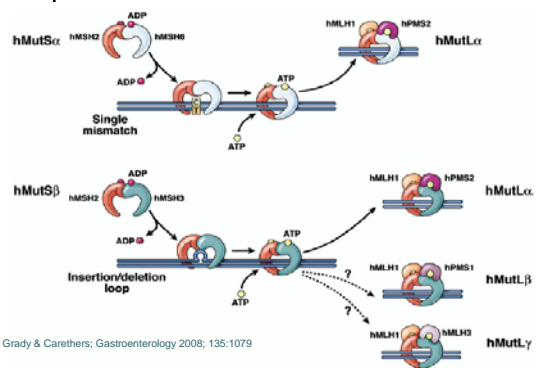 ADP
hMutSα
hMSH2
hMSH6
ADP
Single
mismatch
ATP
ATP
hMLH1
hPMS2
hMutLα
ADP
hMutSβ
hMSH2
hMSH3
ADP
Insertion/deletion
loop
ATP
ATP
?
?
hMLH1
hPMS2
hMutLα
hMLH1
hPMS1
hMutLβ
hMLH1
hMLH3
hMutLγ
Grady & Carethers; Gastroenterology 2008; 135:1079